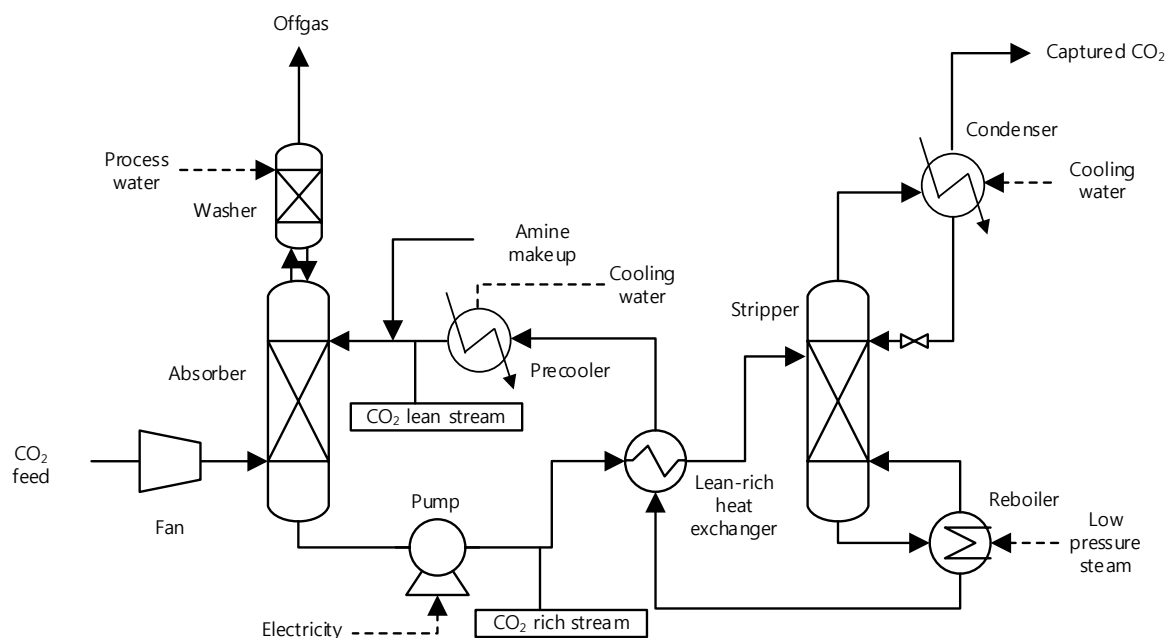 Offgas
Captured CO₂
Condenser
Process
water
Cooling
water
Washer
Amine
makeup
Cooling
water
Stripper
Absorber
Precooler
CO₂ lean stream
CO₂
feed
Lean-rich
heat
exchanger
Pump
Reboiler
Fan
Low
pressure
steam
CO₂ rich stream
Electricity